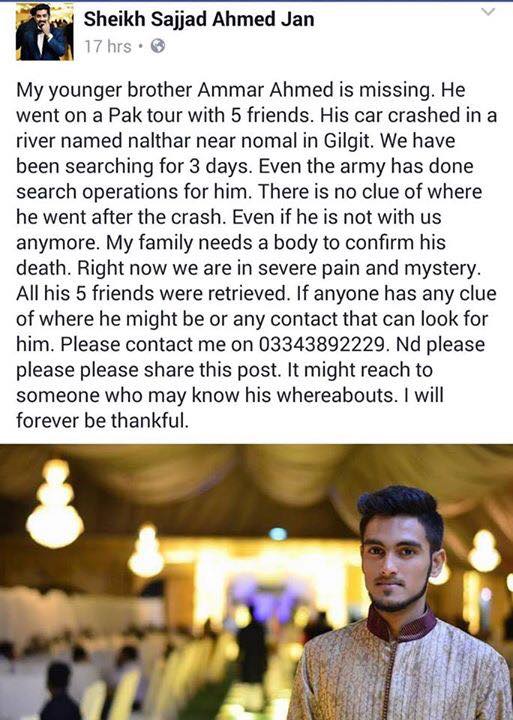 Sheikh Sajjad Ahmed Jan
17 hrs •
My younger brother Ammar Ahmed is missing. He
went on a Pak tour with 5 friends. His car crashed in a
river named nalthar near nomal in Gilgit. We have
been searching for 3 days. Even the army has done
search operations for him. There is no clue of where
he went after the crash. Even if he is not with us
anymore. My family needs a body to confirm his
death. Right now we are in severe pain and mystery.
All his 5 friends were retrieved. If anyone has any clue
of where he might be or any contact that can look for
him. Please contact me on 03343892229. Nd please
please please share this post. It might reach to
someone who may know his whereabouts. I will
forever be thankful.